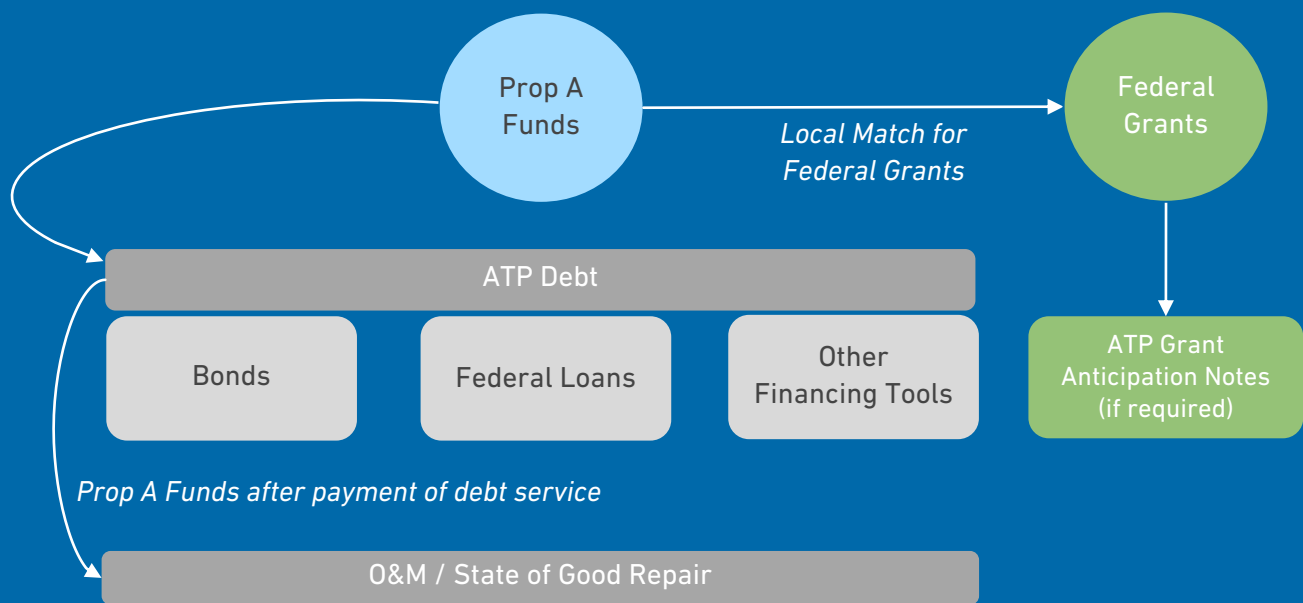 Prop A
Funds
Federal
Grants
Local Match for
Federal Grants
ATP Debt
Bonds
Federal Loans
Other
Financing Tools
ATP Grant
Anticipation Notes
(if required)
Prop A Funds after payment of debt service
O&M / State of Good Repair